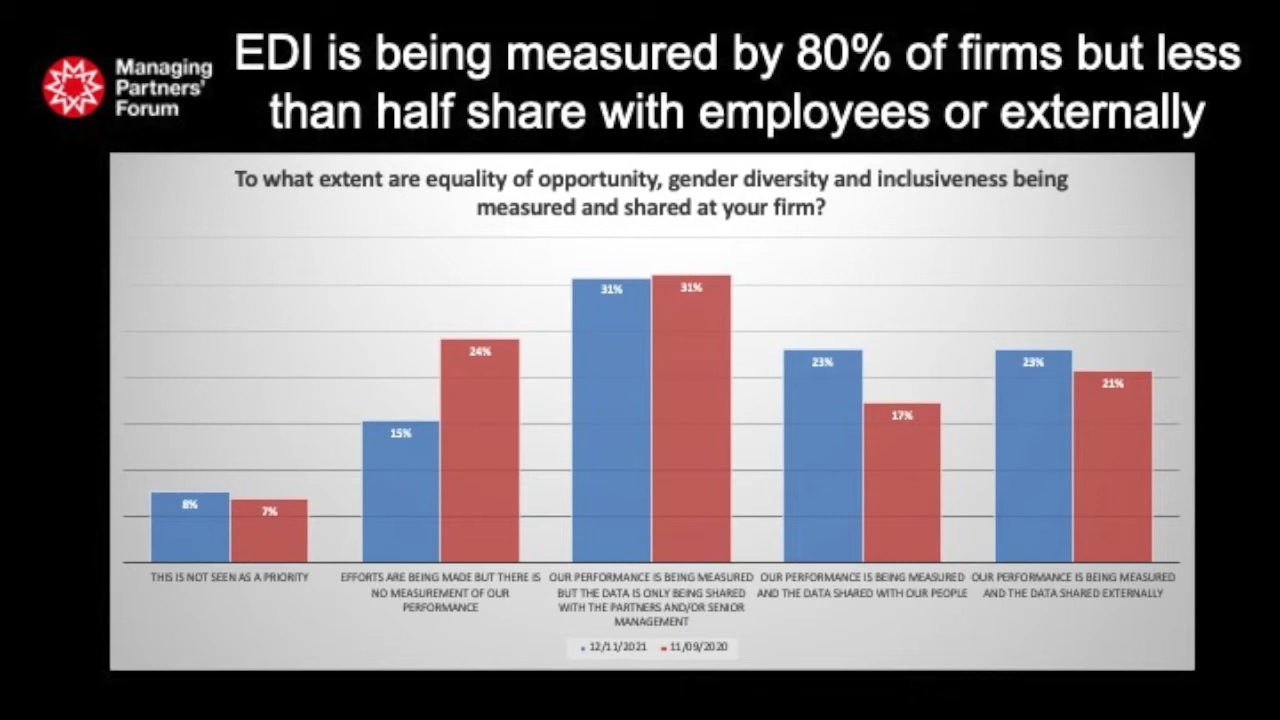 Managing
Partners'
Forum
EDI is being measured by 80% of firms but less
than half share with employees or externally
To what extent are equality of opportunity, gender diversity and inclusiveness being
measured and shared at your firm?
8%
7%
15%
24%
31%
31%
23%
17%
23%
21%
THIS IS NOT SEEN AS A PRIORITY
EFFORTS ARE BEING MADE BUT THERE IS
NO MEASUREMENT OF OUR
PERFORMANCE
OUR PERFORMANCE IS BEING MEASURED
BUT THE DATA IS ONLY BEING SHARED
WITH THE PARTNERS AND/OR SENIOR
MANAGEMENT
OUR PERFORMANCE IS BEING MEASURED
AND THE DATA SHARED WITH OUR PEOPLE
OUR PERFORMANCE IS BEING MEASURED
AND THE DATA SHARED EXTERNALLY
12/11/2021 11/09/2020